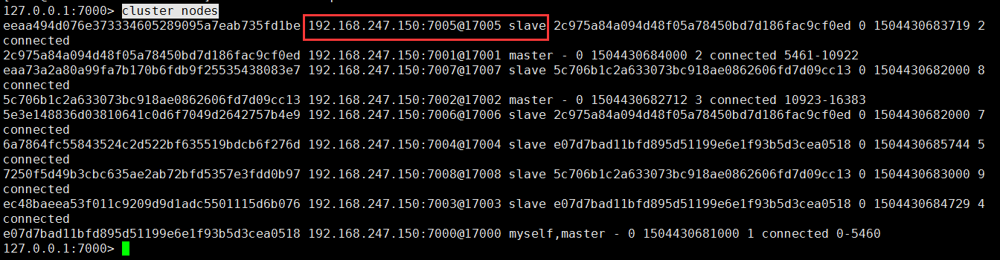 127.0.0.1:7000> cluster nodes
eeaa494d076e373334605289095a7eab735fd1be 192.168.247.150:7005@17005 slave 2c975a84a094d48f05a78450bd7d186fac9cf0ed 0 1504430683719 2
connected
2c975a84a094d48f05a78450bd7d186fac9cf0ed 192.168.247.150:7001@17001 master - 0 1504430684000 2 connected 5461-10922
eaa73a2a80a99fa7b170b6fdb9f25535438083e7 192.168.247.150:7007@17007 slave 5c706b1c2a633073bc918ae0862606fd7d09cc13 0 1504430682000 8
connected
5c706b1c2a633073bc918ae0862606fd7d09cc13 192.168.247.150:7002@17002 master - 0 1504430682712 3 connected 10923-16383
5e3e148836d03810641c0d6f7049d2642757b4e9 192.168.247.150:7006@17006 slave 2c975a84a094d48f05a78450bd7d186fac9cf0ed 0 1504430682000 7
connected
6a7864fc55843524c2d522bf635519bdcb6f276d 192.168.247.150:7004@17004 slave e07d7bad11bfd895d51199e6e1f93b5d3cea0518 0 1504430685744 5
connected
7250f5d49b3cbc635ae2ab72bfd5357e3fdd0b97 192.168.247.150:7008@17008 slave 5c706b1c2a633073bc918ae0862606fd7d09cc13 0 1504430683000 9
connected
ec48baeea53f011c9209d9d1adc5501115d6b076 192.168.247.150:7003@17003 slave e07d7bad11bfd895d51199e6e1f93b5d3cea0518 0 1504430684729 4
connected
e07d7bad11bfd895d51199e6e1f93b5d3cea0518 192.168.247.150:7000@17000 myself,master - 0 1504430681000 1 connected 0-5460
127.0.0.1:7000>